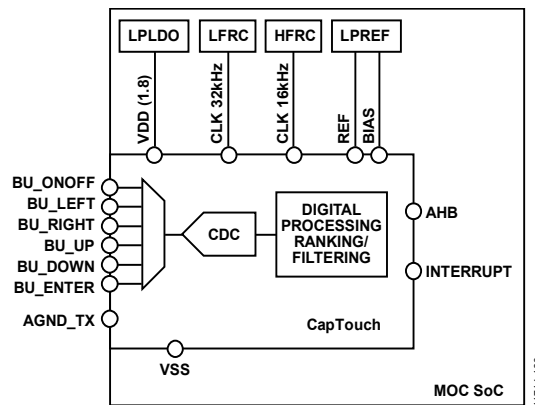 LPLDO
LFRC
HFRC
LPREF
VDD (1.8)
CLK 32kHz
CLK 16kHz
REF
BIAS
BU_ONOFF
BU_LEFT
BU_RIGHT
BU_UP
BU_DOWN
BU_ENTER
AGND_TX
CDC
DIGITAL
PROCESSING
RANKING/
FILTERING
AHB
INTERRUPT
CapTouch
VSS
MOC SoC